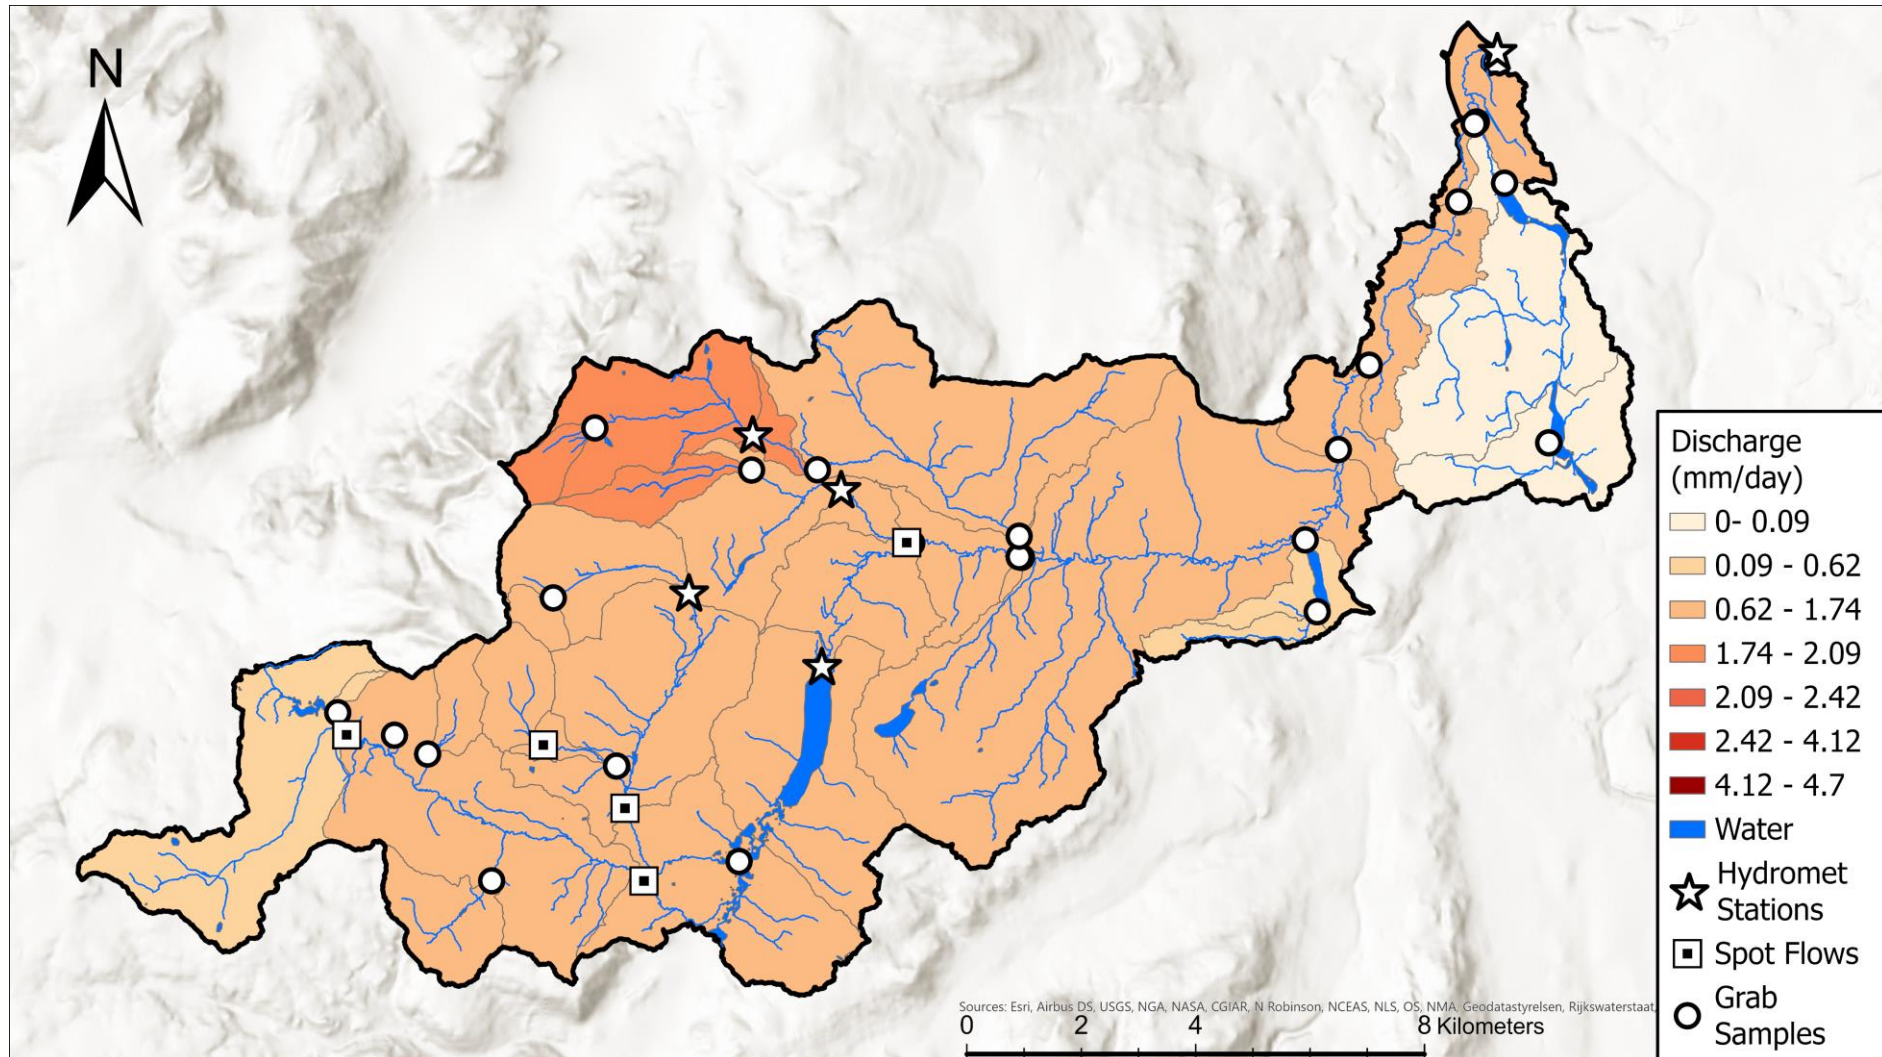 N
Discharge
(mm/day)
0- 0.09
0.09 - 0.62
0.62 - 1.74
1.74 - 2.09
2.09 - 2.42
2.42 - 4.12
4.12 - 4.7
Water
Hydromet
Stations
Spot Flows
Grab
Samples
Sources: Esri, Airbus DS, USGS, NGA, NASA, CGIAR, N Robinson, NCEAS, NLS, OS, NMA, Geodatastyrelsen, Rijkswaterstaat,
0 2 4 8 Kilometers